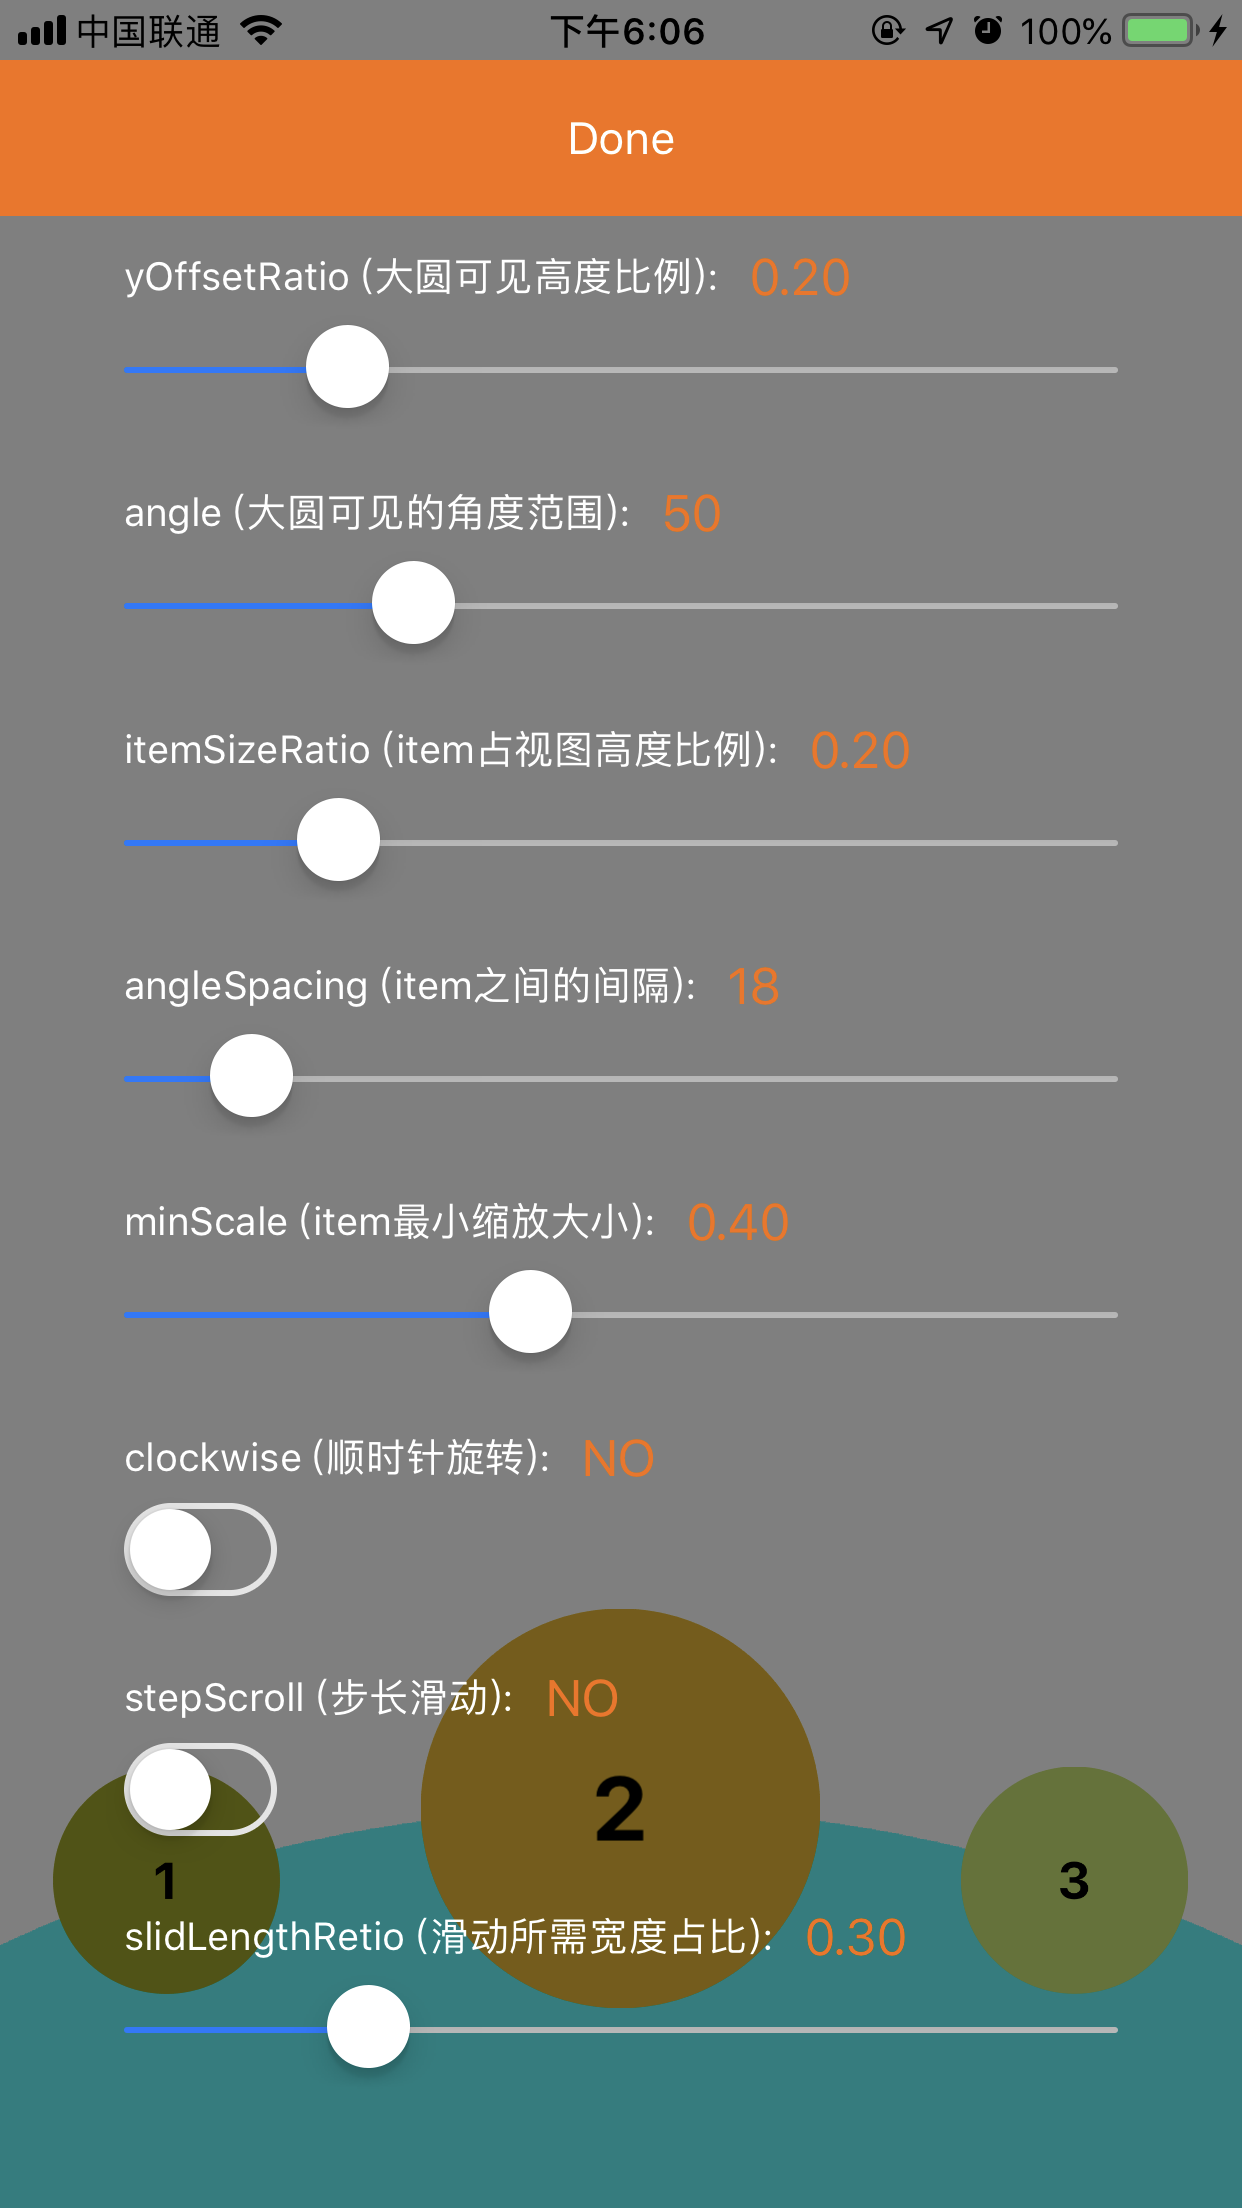 中国联通 下午6:06 100%
Done
yOffsetRatio (大圆可见高度比例): 0.20
angle (大圆可见的角度范围): 50
itemSizeRatio (item占视图高度比例): 0.20
angleSpacing (item之间的间隔): 18
minScale (item最小缩放大小): 0.40
clockwise (顺时针旋转): NO
stepScroll (步长滑动): NO
2
1
3
slidLengthRetio (滑动所需宽度占比): 0.30